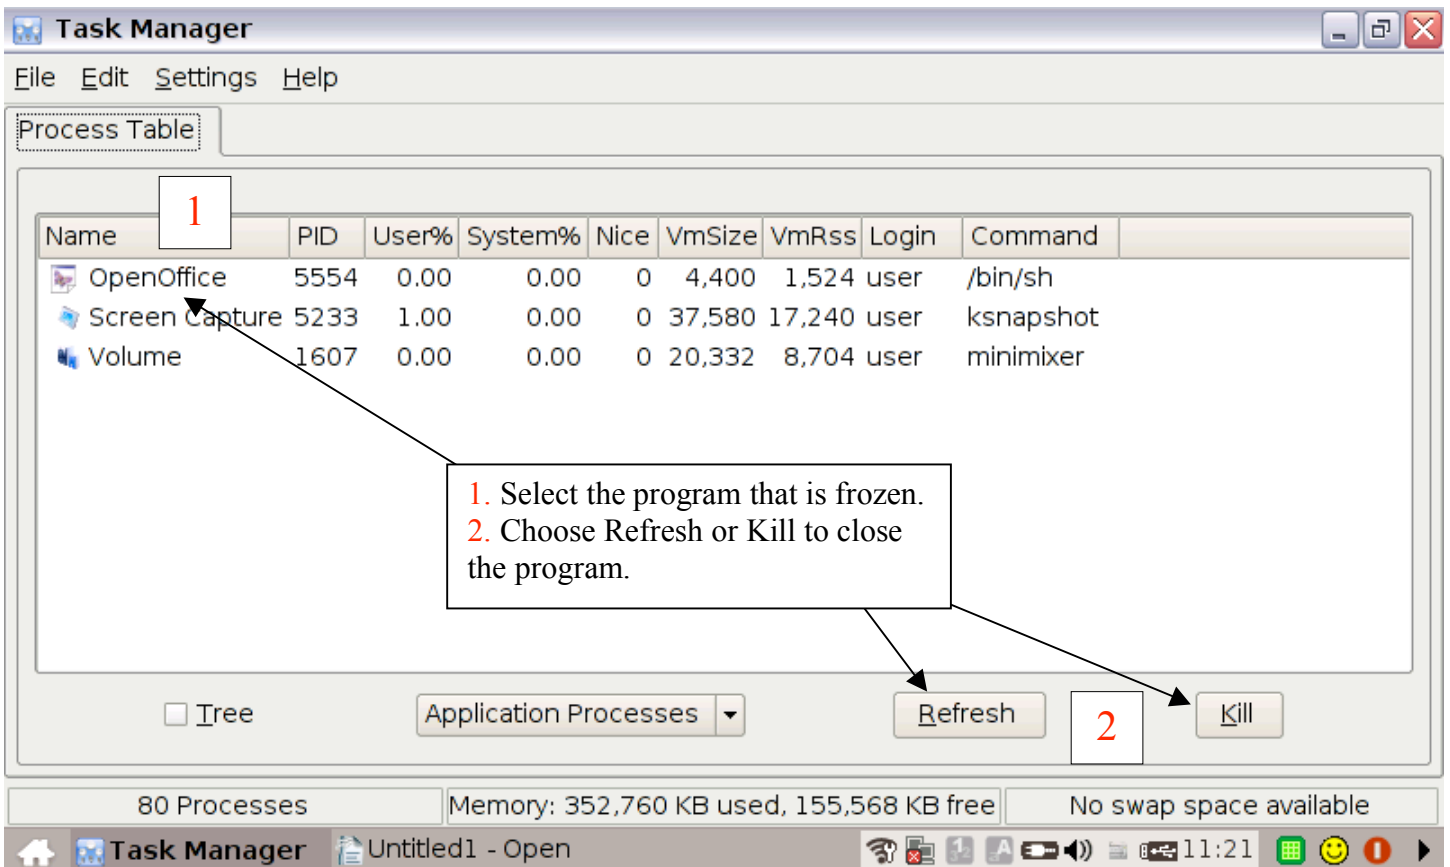 Task Manager
File Edit Settings Help
Process Table
1
Name PID User% System% Nice VmSize VmRss Login Command
OpenOffice 5554 0.00 0.00 0 4,400 1,524 user /bin/sh
Screen Capture 5233 1.00 0.00 0 37,580 17,240 user ksnapshot
Volume 1607 0.00 0.00 0 20,332 8,704 user minimixer
1. Select the program that is frozen.
2. Choose Refresh or Kill to close
the program.
Tree Application Processes Refresh 2 Kill
80 Processes Memory: 352,760 KB used, 155,568 KB free No swap space available
Task Manager Untitled1 - Open 11:21